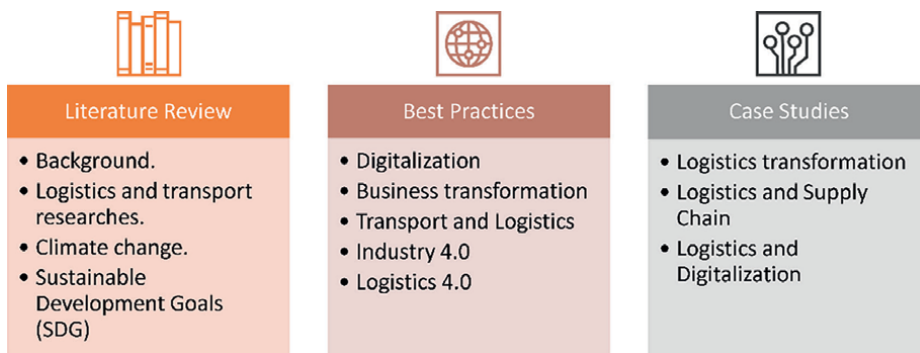 Literature Review
• Background.
• Logistics and transport
researches.
• Climate change.
• Sustainable
Development Goals
(SDG)
Best Practices
• Digitalization
• Business transformation
• Transport and Logistics
• Industry 4.0
• Logistics 4.0
Case Studies
• Logistics transformation
• Logistics and Supply
Chain
• Logistics and
Digitalization